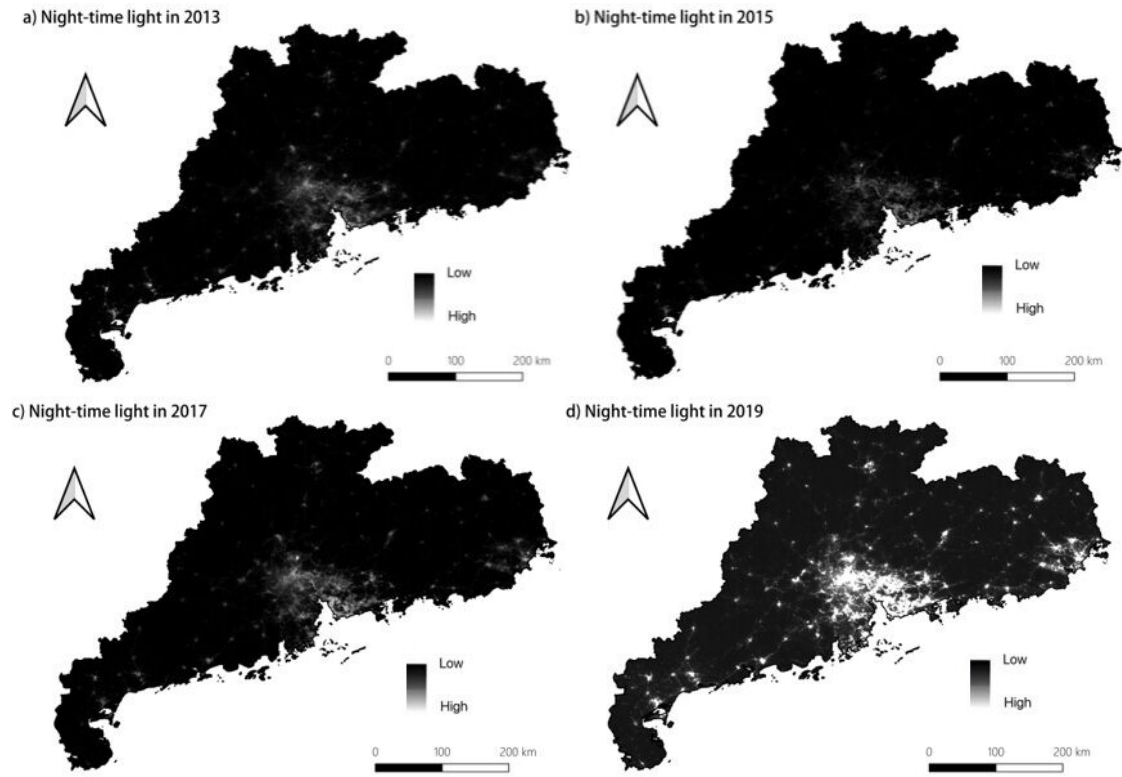 a) Night-time light in 2013
Low
High
0 100 200 km
b) Night-time light in 2015
Low
High
0 100 200 km
c) Night-time light in 2017
Low
High
0 100 200 km
d) Night-time light in 2019
Low
High
0 100 200 km